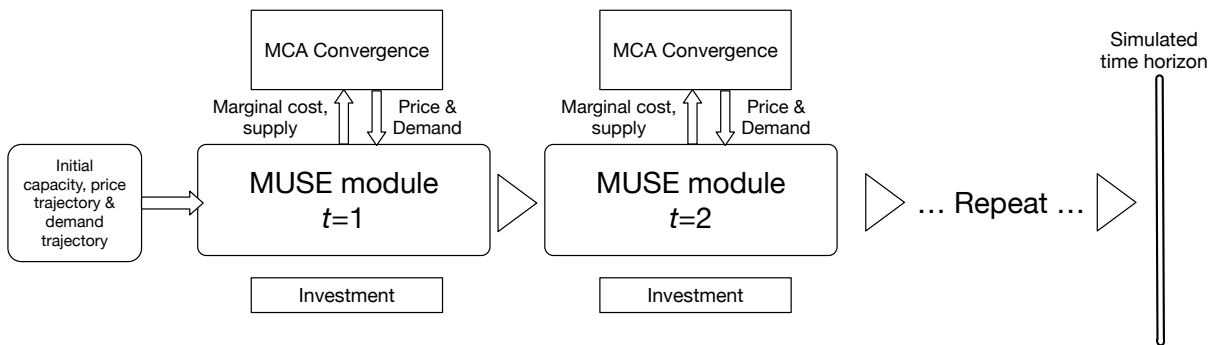 MCA Convergence
Marginal cost,
supply
Price &
Demand
Initial
capacity, price
trajectory &
demand
trajectory
MUSE module
t=1
Investment
MCA Convergence
Marginal cost,
supply
Price &
Demand
MUSE module
t=2
Investment
... Repeat ...
Simulated
time horizon